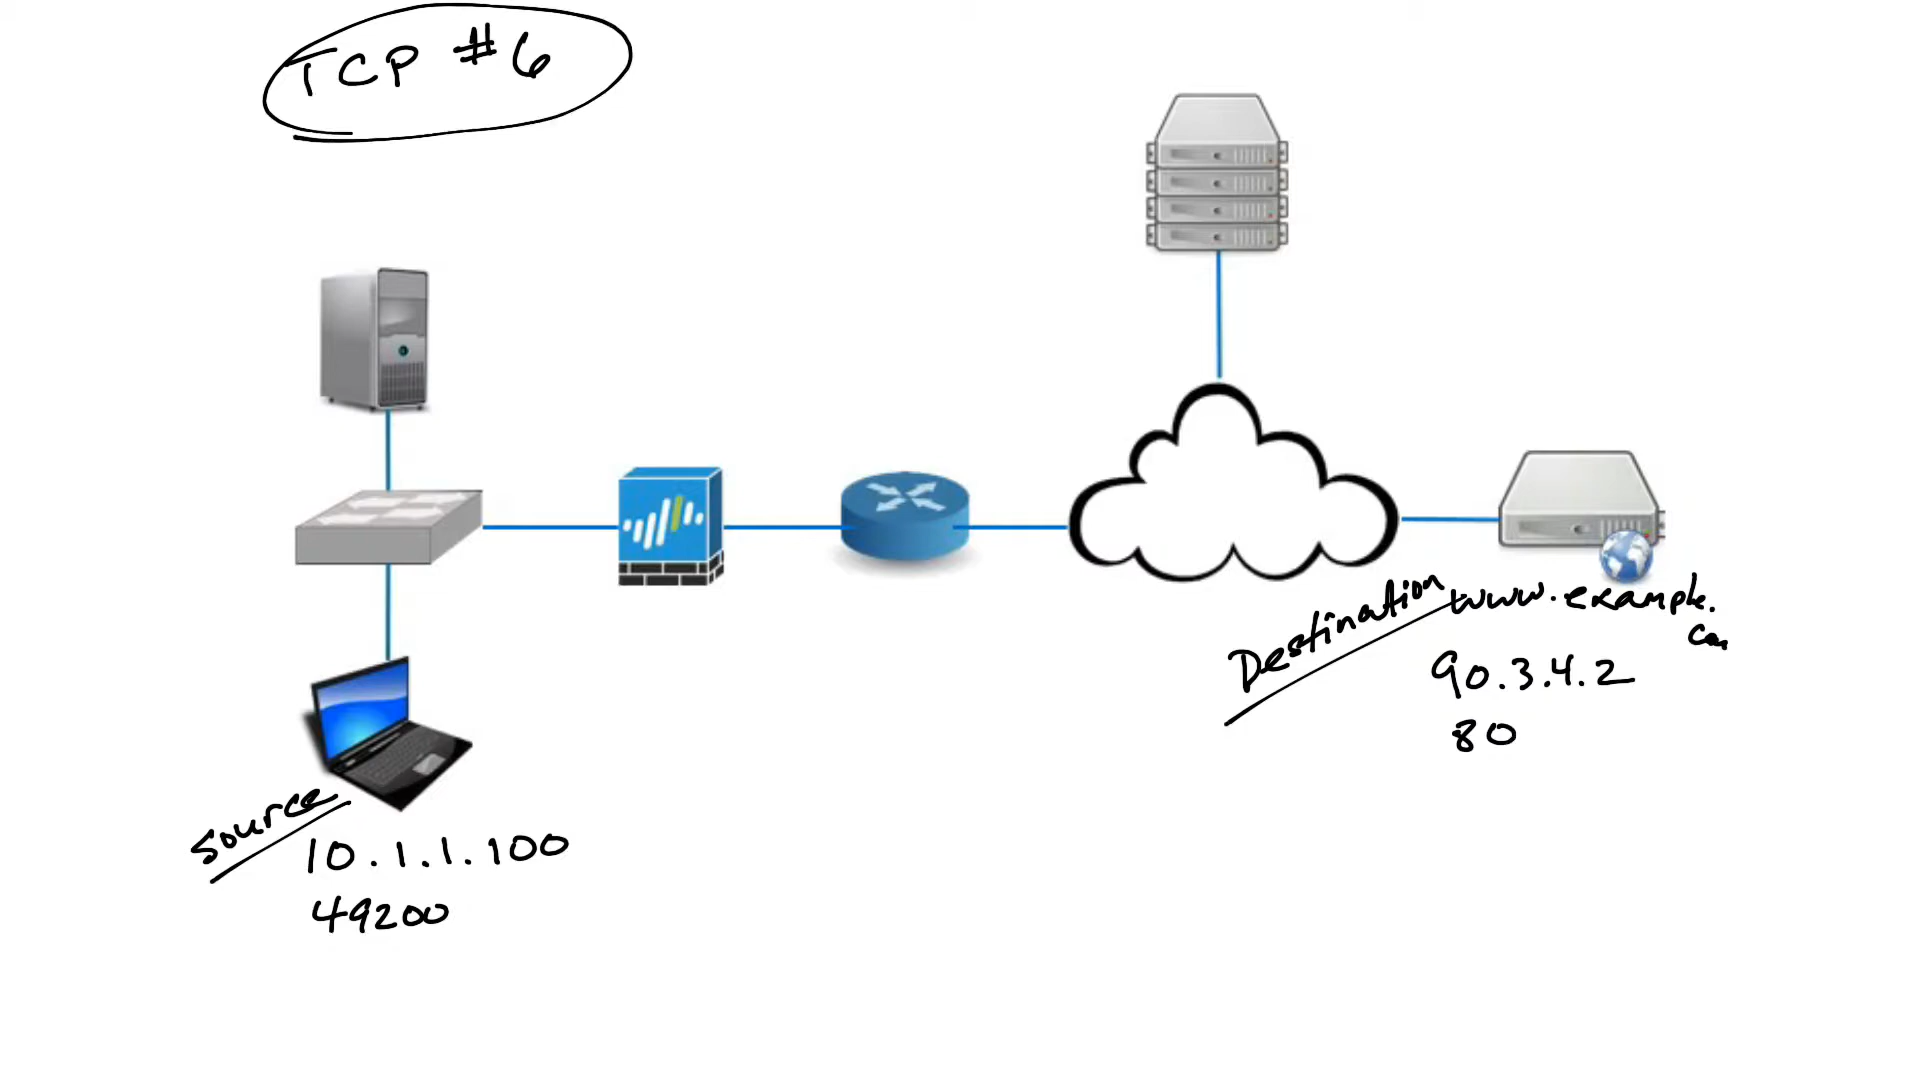 TCP #6
Destination
www.example.
com
90.3.4.2
80
Source
10.1.1.100
49200